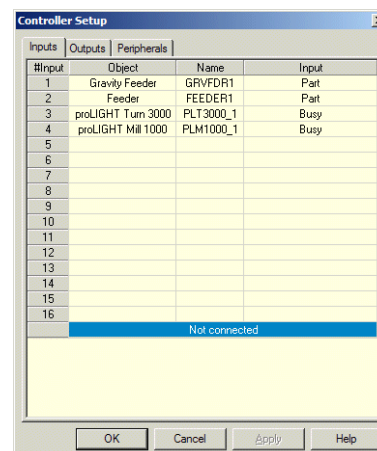 Controller Setup
Inputs Outputs Peripherals
#Input Object Name Input
1 Gravity Feeder GRVFDR1 Part
2 Feeder FEEDER1 Part
3 proLIGHT Turn 3000 PLT3000_1 Busy
4 proLIGHT Mill 1000 PLM1000_1 Busy
5
6
7
8
9
10
11
12
13
14
15
16
Not connected
OK Cancel Apply Help